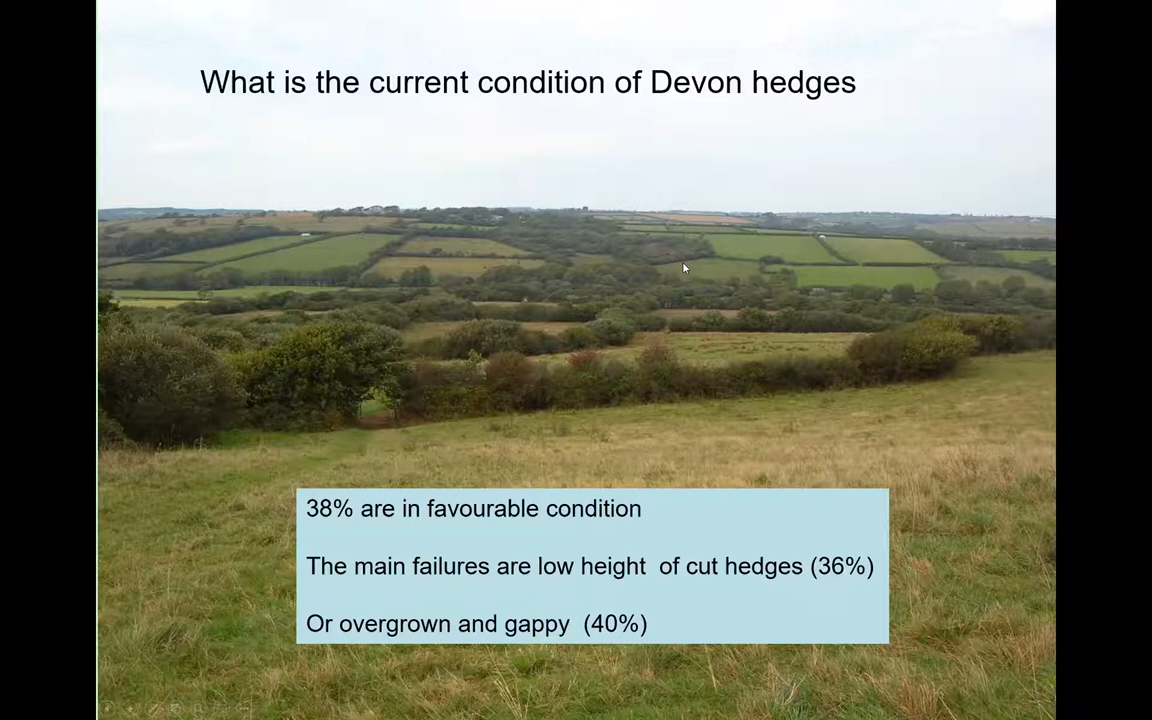 What is the current condition of Devon hedges
38% are in favourable condition
The main failures are low height  of cut hedges (36%)
Or overgrown and gappy  (40%)